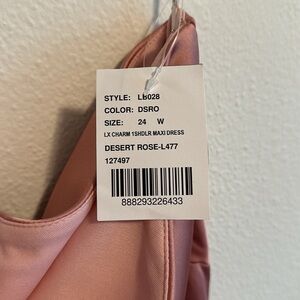 STYLE: LB028
COLOR: DSRO
SIZE: 24 W
LX CHARM 1SHDLR MAXI DRESS
DESERT ROSE-L477
127497
888293226433